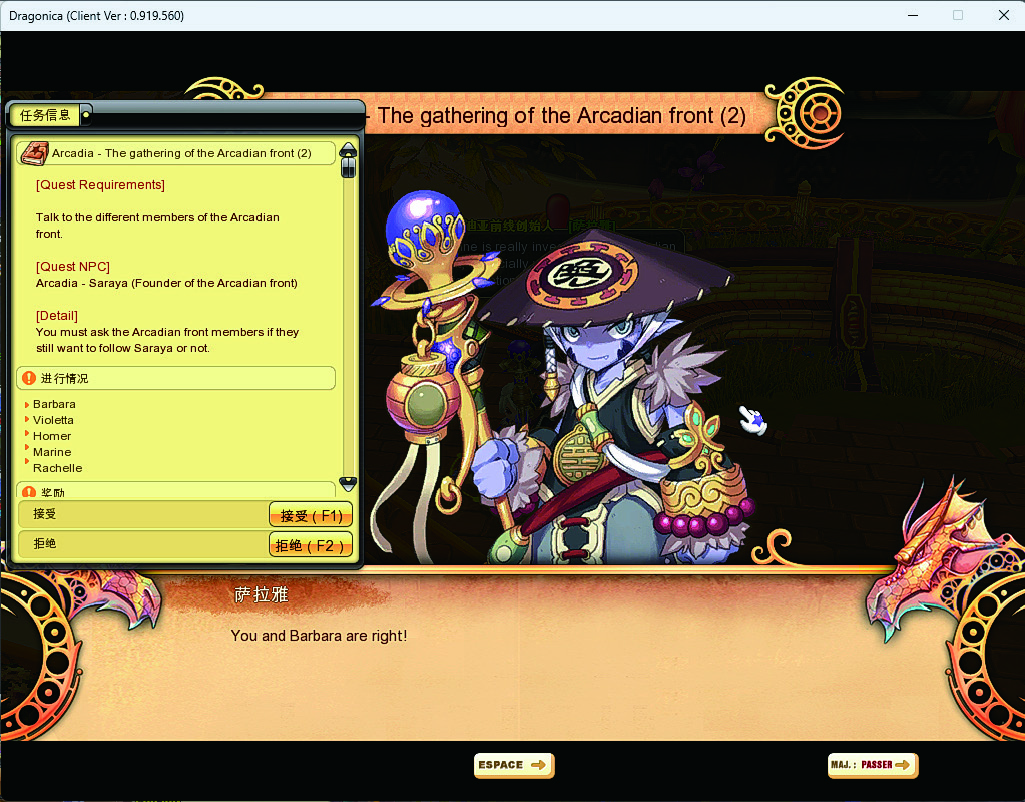 Dragonica (Client Ver : 0.919.560)
- The gathering of the Arcadian front (2)
任务信息
Arcadia - The gathering of the Arcadian front (2)
[Quest Requirements]
Talk to the different members of the Arcadian
front.
[Quest NPC]
Arcadia - Saraya (Founder of the Arcadian front)
[Detail]
You must ask the Arcadian front members if they
still want to follow Saraya or not.
进行情况
Barbara
Violetta
Homer
Marine
Rachelle
奖励
接受
接受 ( F1)
拒绝
拒绝 ( F2 )
萨拉雅
You and Barbara are right!
ESPACE
MAJ. : PASSER